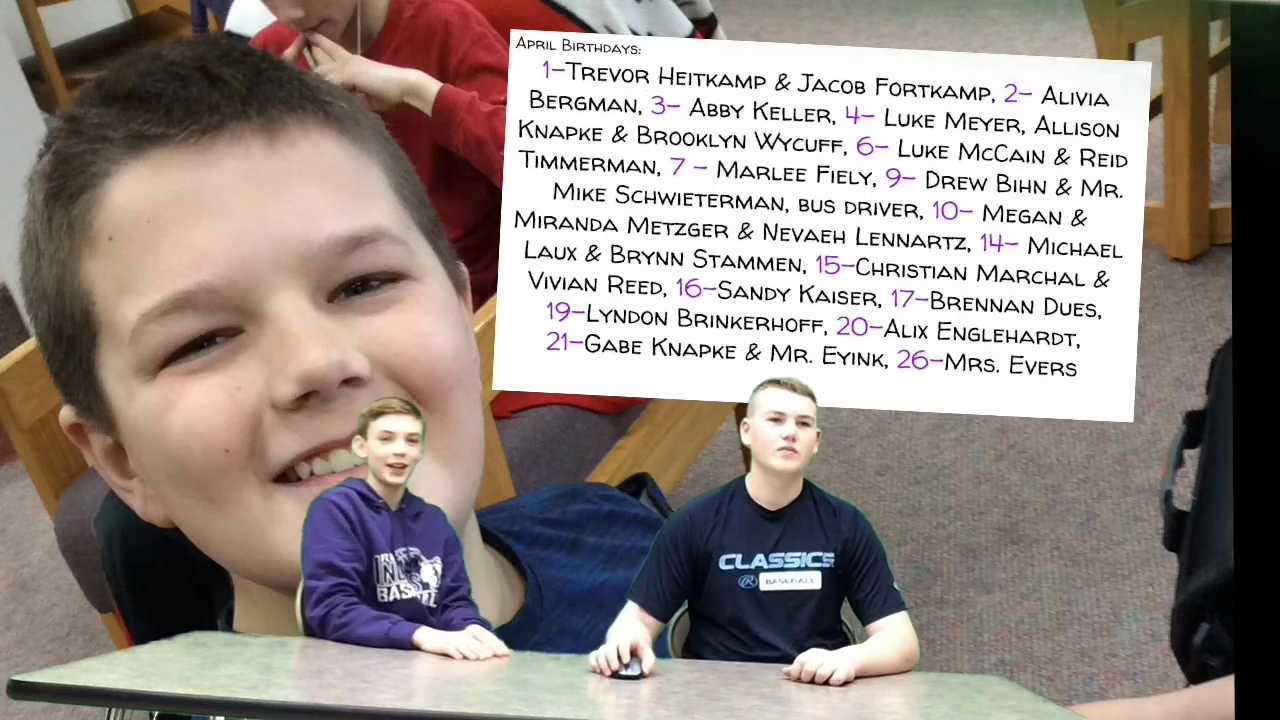 April Birthdays:
1-Trevor Heitkamp & Jacob Fortkamp, 2- Alivia
Bergman, 3- Abby Keller, 4- Luke Meyer, Allison
Knapke & Brooklyn Wycuff, 6- Luke McCain & Reid
Timmerman, 7 - Marlee Fiely, 9- Drew Bihn & Mr.
Mike Schwieterman, bus driver, 10- Megan &
Miranda Metzger & Nevaeh Lennartz, 14- Michael
Laux & Brynn Stammen, 15-Christian Marchal &
Vivian Reed, 16-Sandy Kaiser, 17-Brennan Dues,
19-Lyndon Brinkerhoff, 20-Alix Englehardt,
21-Gabe Knapke & Mr. Eyink, 26-Mrs. Evers
CLASSICS
R BASEBALL